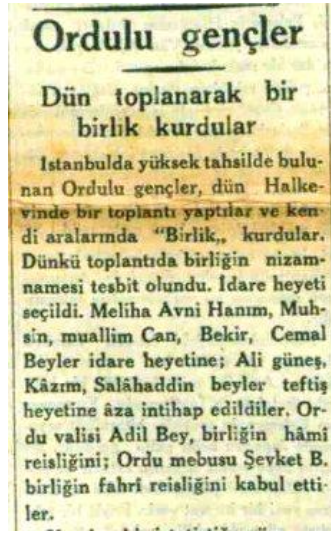 Ordulu gençler
Dün toplanarak bir
birlik kurdular
İstanbulda yüksek tahsilde bulu-
nan Ordulu gençler, dün Halke-
vinde bir toplantı yaptılar ve ken-
di aralarında “Birlik„ kurdular.
Dünkü toplantıda birliğin nizam-
namesi tesbit olundu. İdare heyeti
seçildi. Meliha Avni Hanım, Muh-
sin, muallim Can, Bekir, Cemal
Beyler idare heyetine; Ali güneş,
Kâzım, Salâhaddin beyler teftiş
heyetine âza intihap edildiler. Or-
du valisi Adil Bey, birliğin hâmi
reisliğini; Ordu mebusu Şevket B.
birliğin fahrî reisliğini kabul etti-
ler.